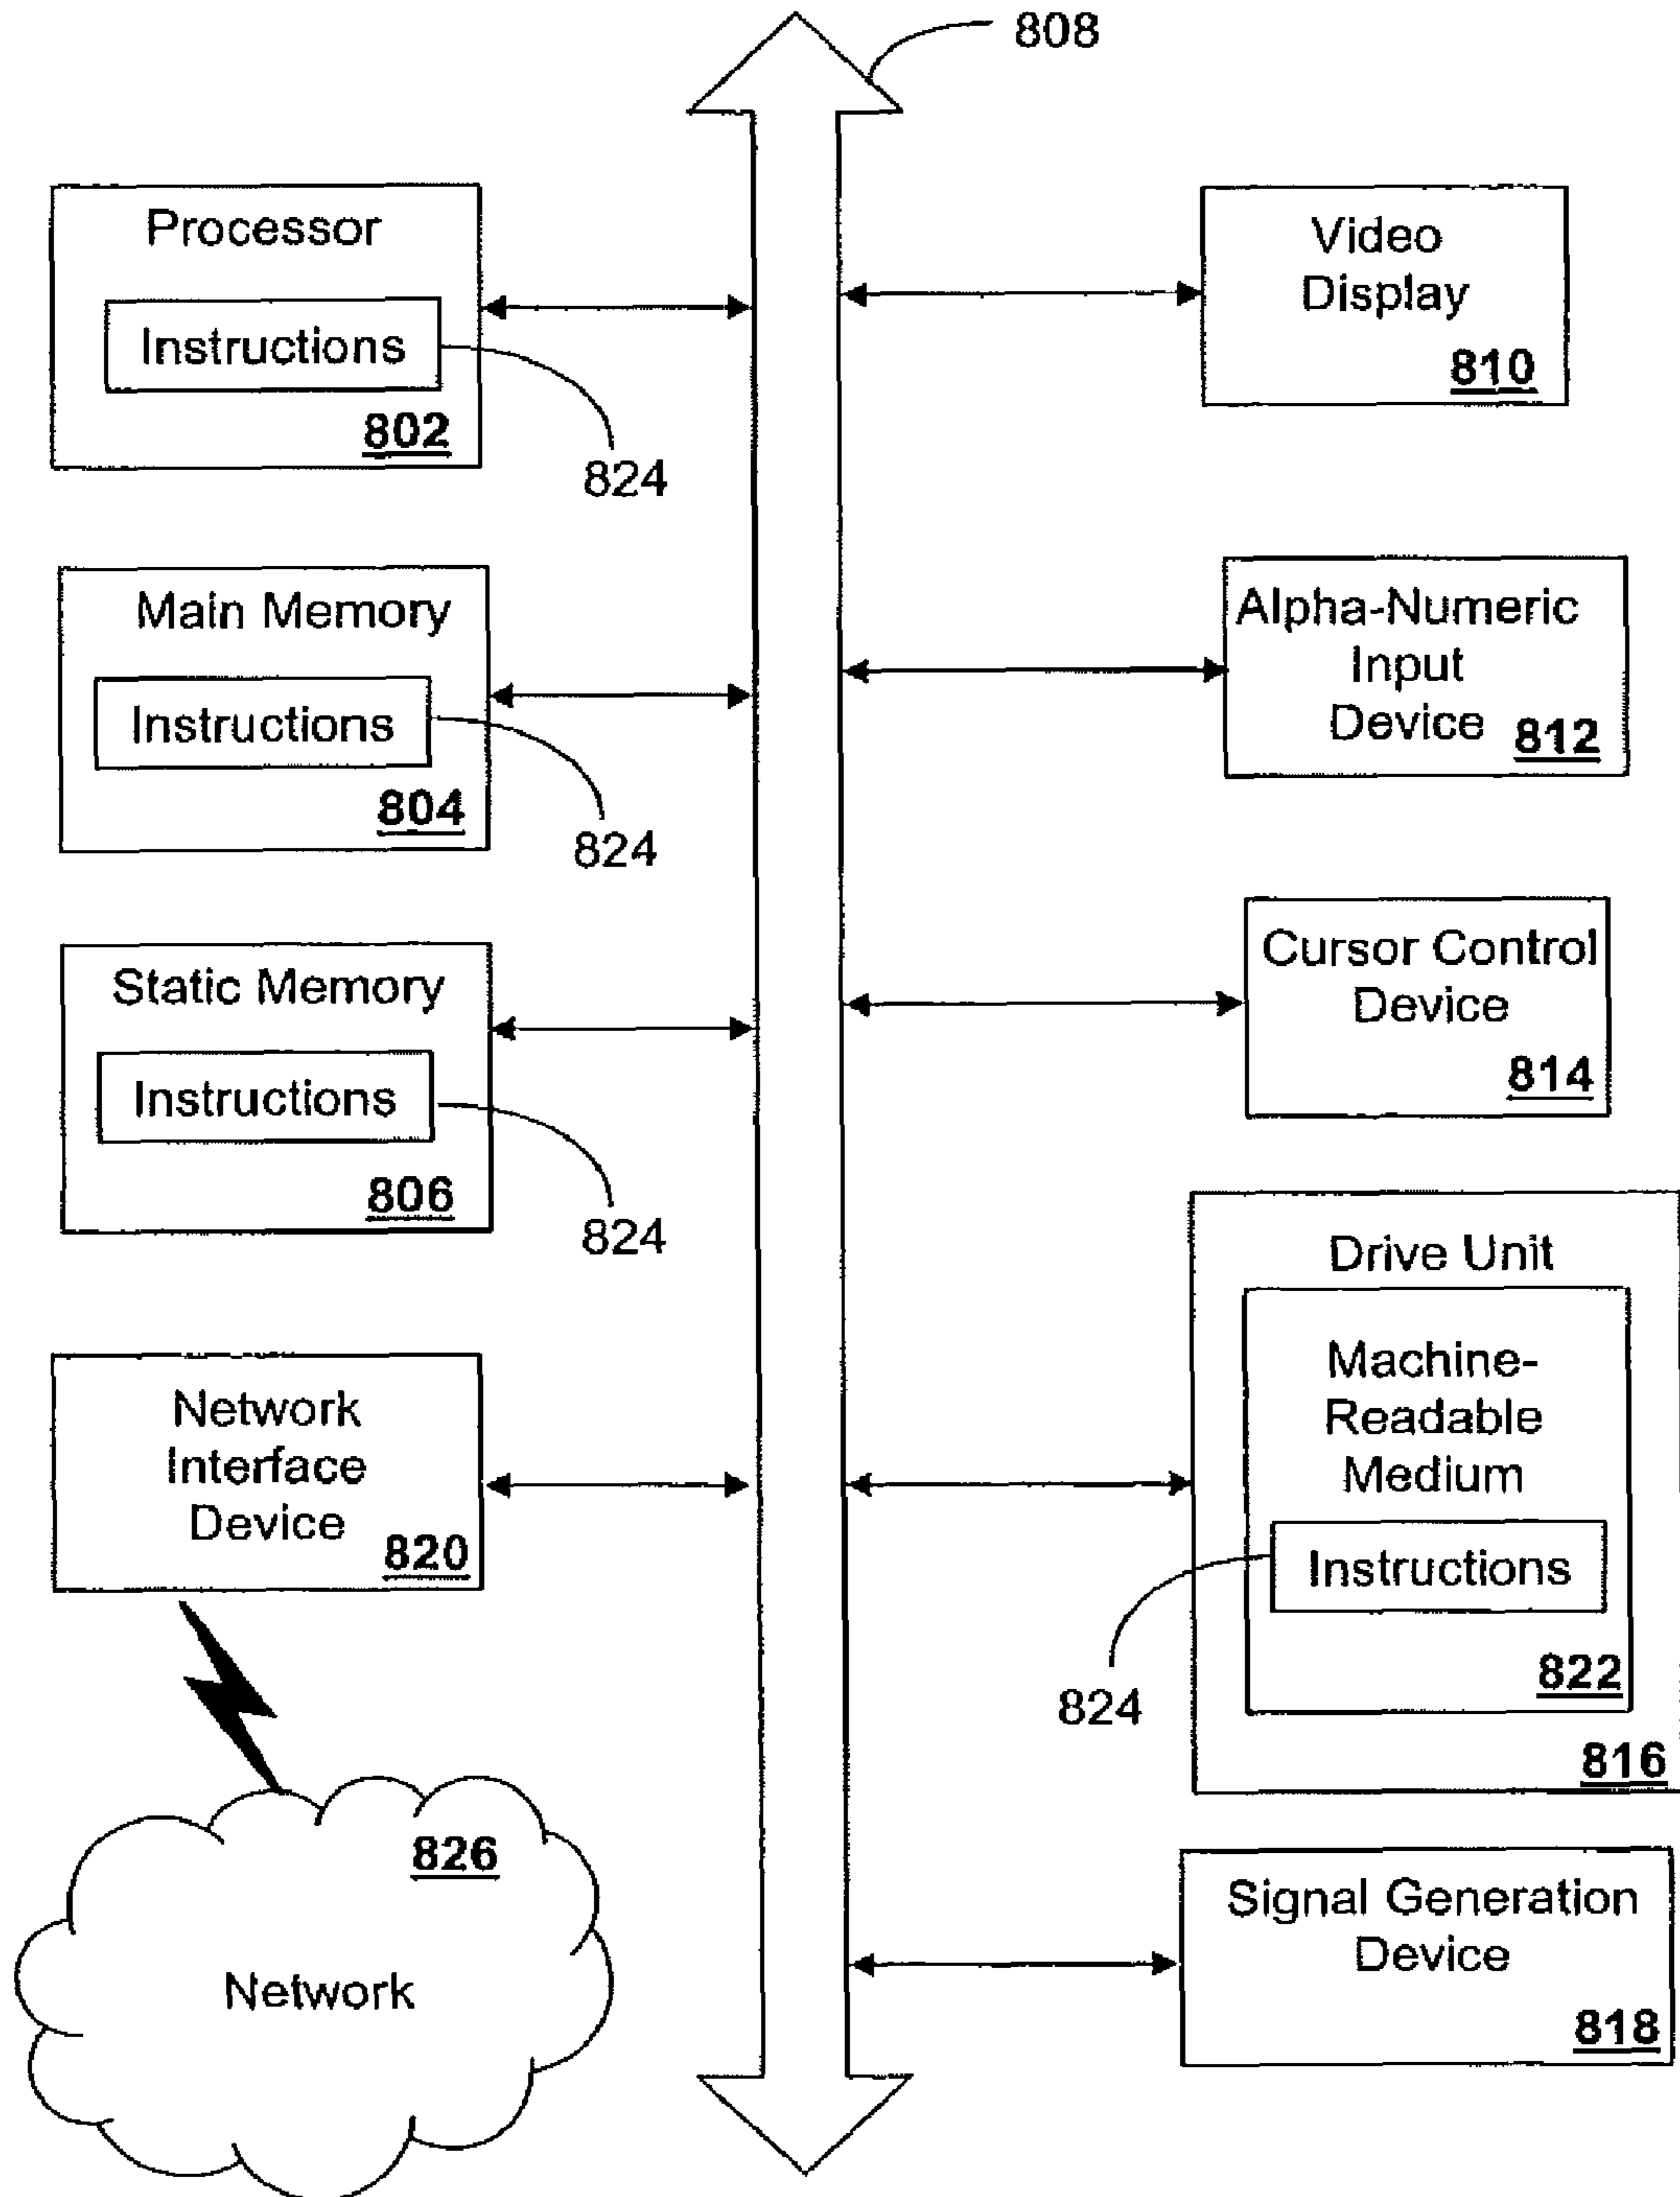 808
Processor
Instructions
802
824
Main Memory
Instructions
804
824
Static Memory
Instructions
806
824
Network
Interface
Device
820
826
Network
Video
Display
810
Alpha-Numeric
Input
Device
812
Cursor Control
Device
814
Drive Unit
Machine-
Readable
Medium
Instructions
824
822
816
Signal Generation
Device
818